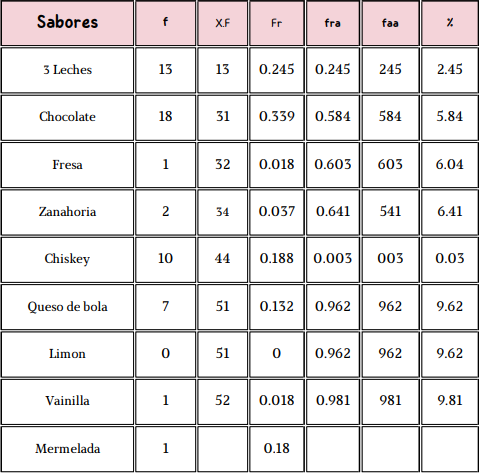 Sabores f X.F Fr fra faa %
3 Leches 13 13 0.245 0.245 245 2.45
Chocolate 18 31 0.339 0.584 584 5.84
Fresa 1 32 0.018 0.603 603 6.04
Zanahoria 2 34 0.037 0.641 541 6.41
Chiskey 10 44 0.188 0.003 003 0.03
Queso de bola 7 51 0.132 0.962 962 9.62
Limon 0 51 0 0.962 962 9.62
Vainilla 1 52 0.018 0.981 981 9.81
Mermelada 1 0.18